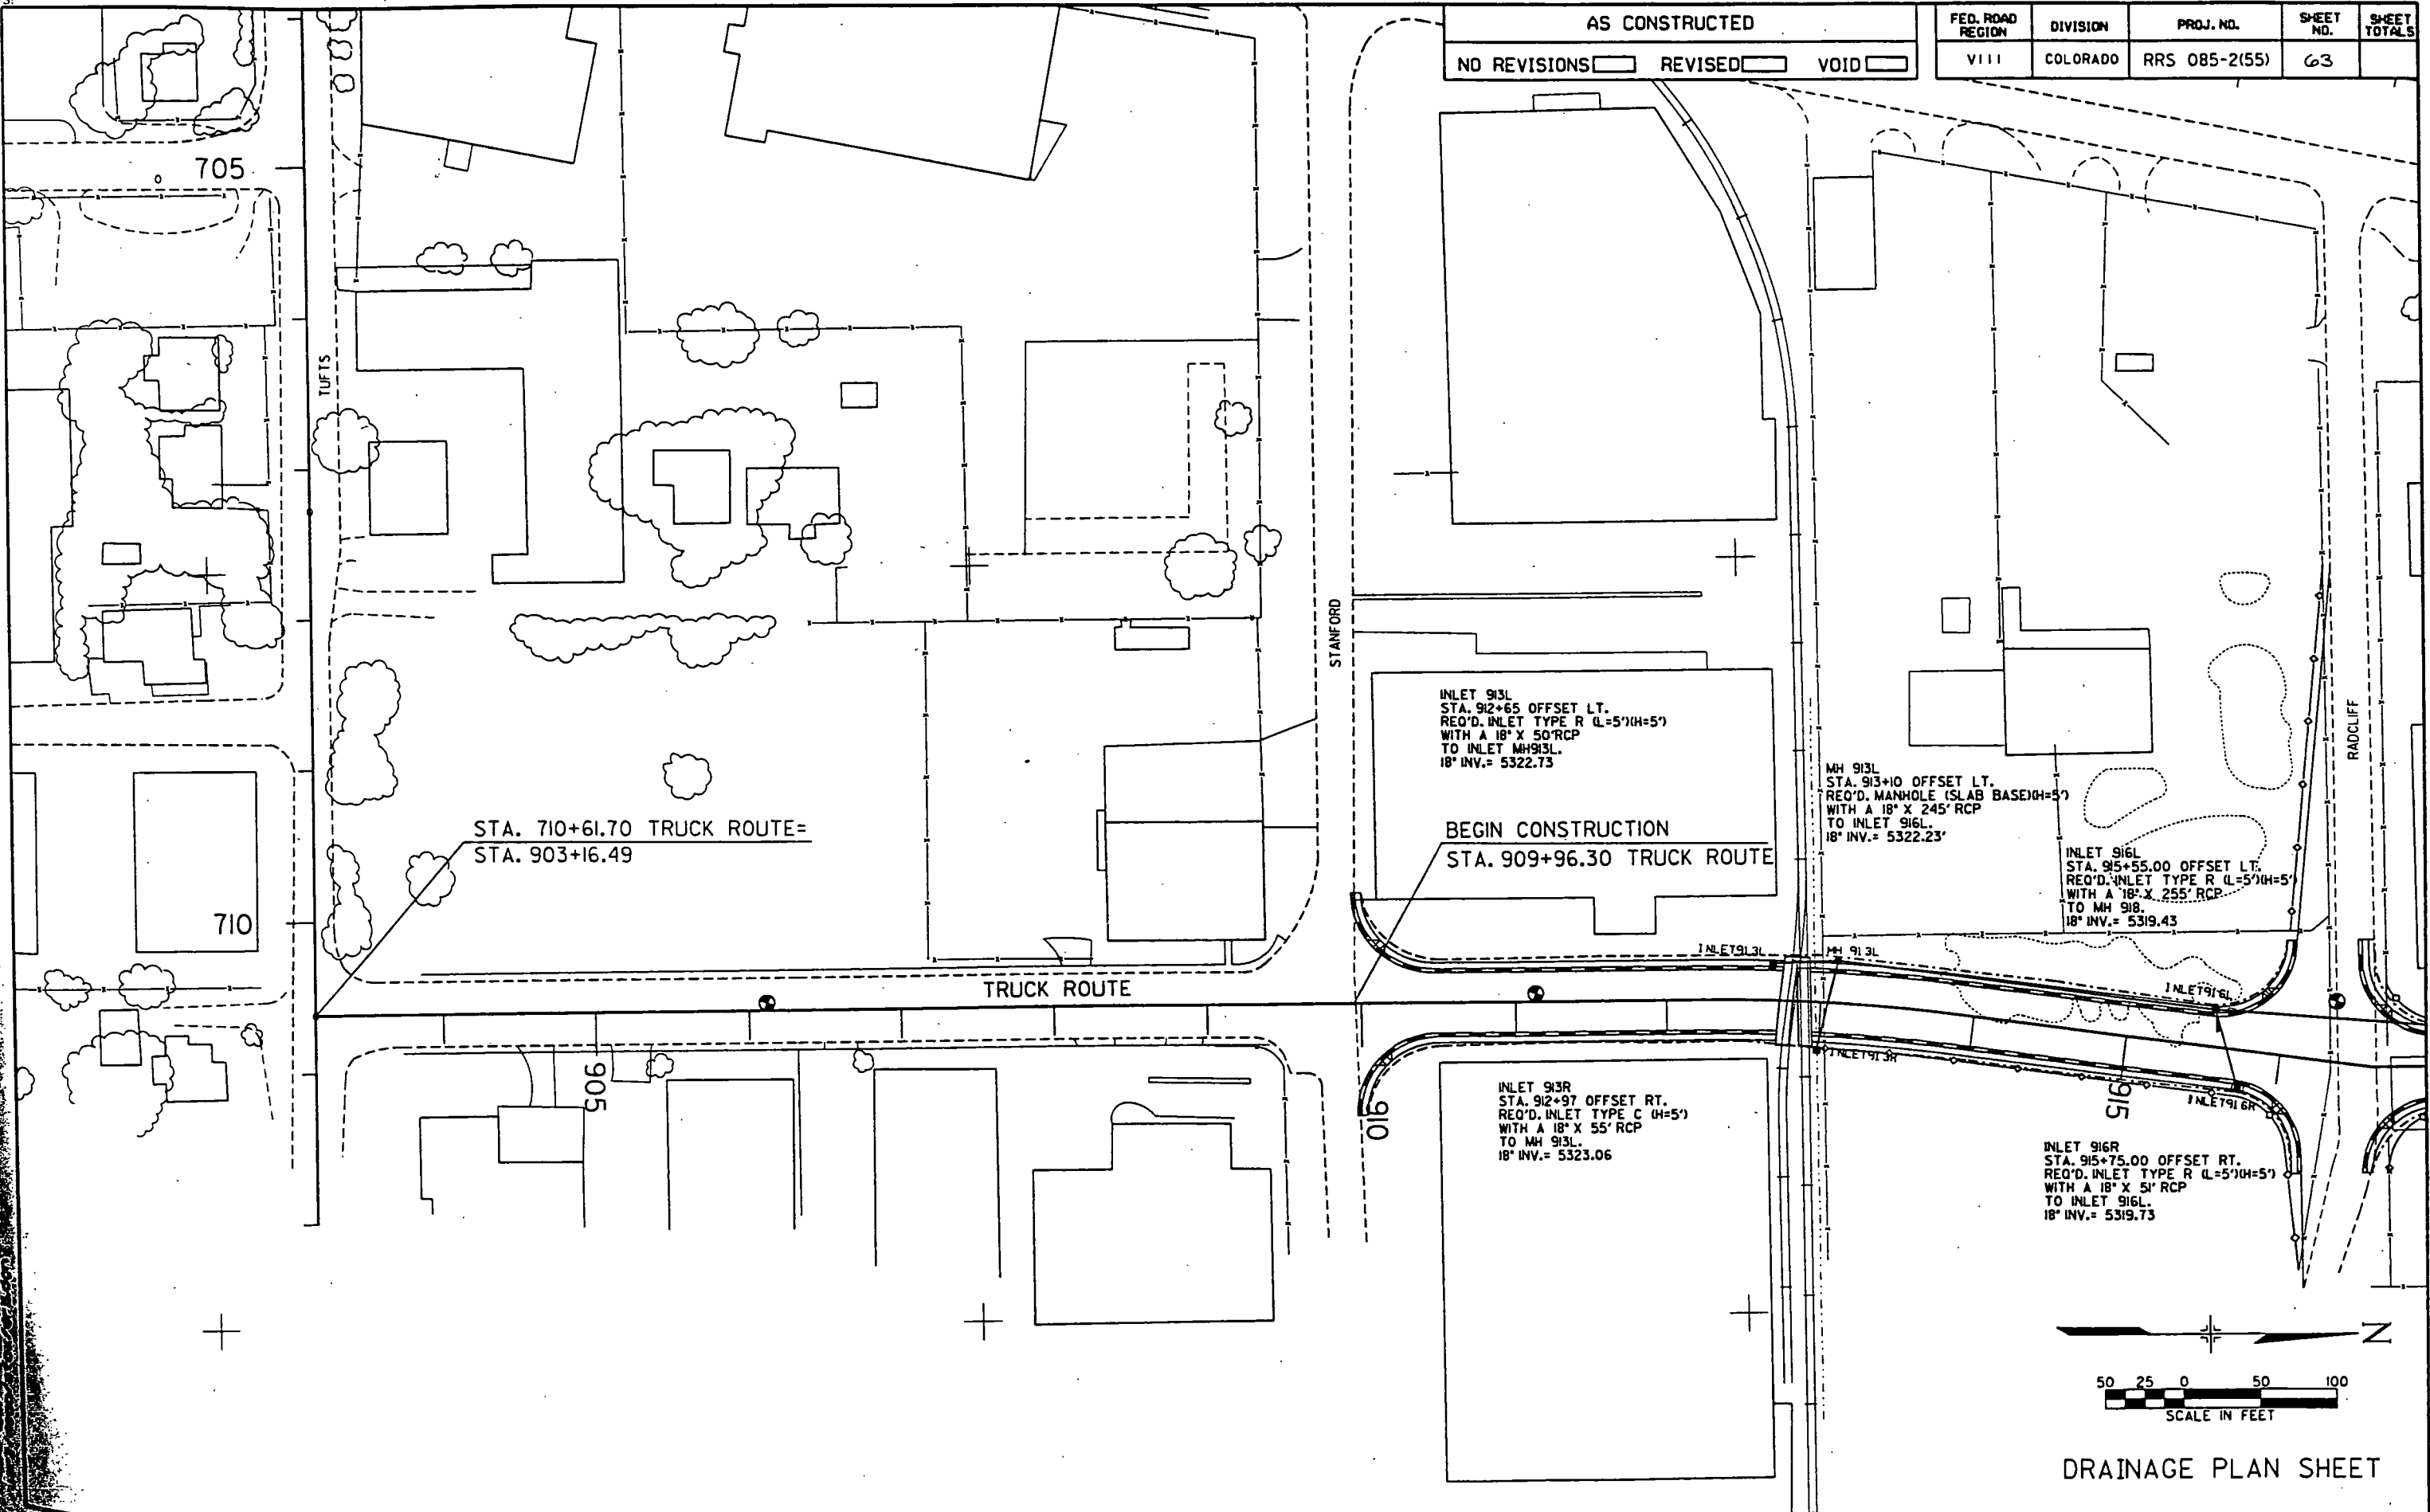 AS CONSTRUCTED
NO REVISIONS REVISED VOID
FED. ROAD REGION
DIVISION
PROJ. NO.
SHEET NO.
SHEET TOTALS
VIII
COLORADO
RRS 085-2(55)
63
705
TUFTS
STANFORD
RADCLIFF
INLET 913L
STA. 912+65 OFFSET LT.
REQ'D. INLET TYPE R (L=5')(H=5')
WITH A 18" X 50'RCP
TO INLET MH913L.
18" INV.= 5322.73
MH 913L
STA. 913+10 OFFSET LT.
REQ'D. MANHOLE (SLAB BASE)(H=5')
WITH A 18" X 245' RCP
TO INLET 916L.
18" INV.= 5322.23'
STA. 710+61.70 TRUCK ROUTE=
STA. 903+16.49
BEGIN CONSTRUCTION
STA. 909+96.30 TRUCK ROUTE
INLET 916L
STA. 915+55.00 OFFSET LT.
REQ'D. INLET TYPE R (L=5')(H=5'
WITH A 18" X 255' RCP
TO MH 918.
18" INV.= 5319.43
710
INLET913L
MH 913L
TRUCK ROUTE
INLET916L
INLET913R
INLET916R
905
910
915
INLET 913R
STA. 912+97 OFFSET RT.
REQ'D. INLET TYPE C (H=5')
WITH A 18" X 55' RCP
TO MH 913L.
18" INV.= 5323.06
INLET 916R
STA. 915+75.00 OFFSET RT.
REQ'D. INLET TYPE R (L=5')(H=5')
WITH A 18" X 51' RCP
TO INLET 916L.
18" INV.= 5319.73
N
50 25 0 50 100
SCALE IN FEET
DRAINAGE PLAN SHEET